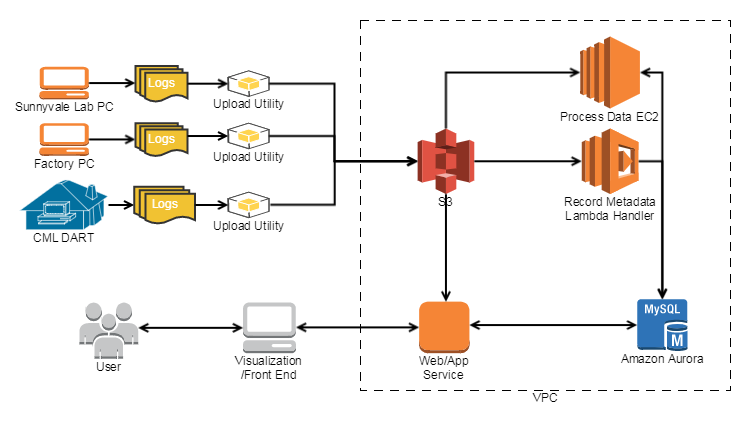 Logs
Sunnyvale Lab PC
Upload Utility
Logs
Factory PC
Upload Utility
Logs
CML DART
Upload Utility
S3
Process Data EC2
Record Metadata
Lambda Handler
User
Visualization
/Front End
Web/App
Service
MySQL
M
Amazon Aurora
VPC